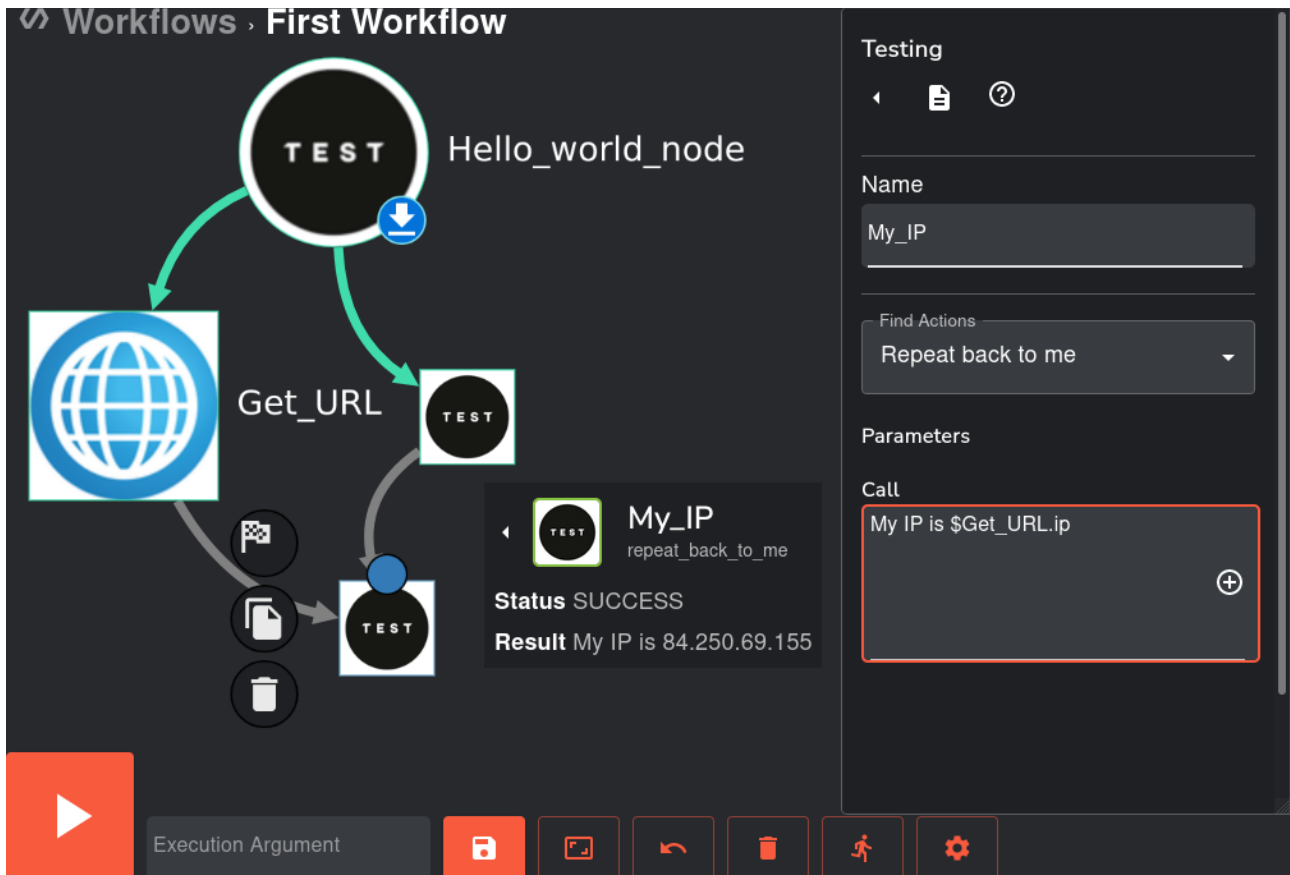 Workflows › First Workflow
TEST
Hello_world_node
Get_URL
TEST
TEST
TEST
My_IP
repeat_back_to_me
Status SUCCESS
Result My IP is 84.250.69.155
Execution Argument
Testing
Name
My_IP
Find Actions
Repeat back to me
Parameters
Call
My IP is $Get_URL.ip